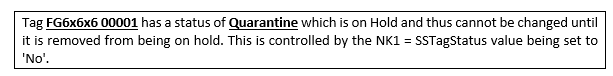 Tag FG6x6x6 00001 has a status of Quarantine which is on Hold and thus cannot be changed until
it is removed from being on hold. This is controlled by the NK1 = SSTagStatus value being set to
'No'.